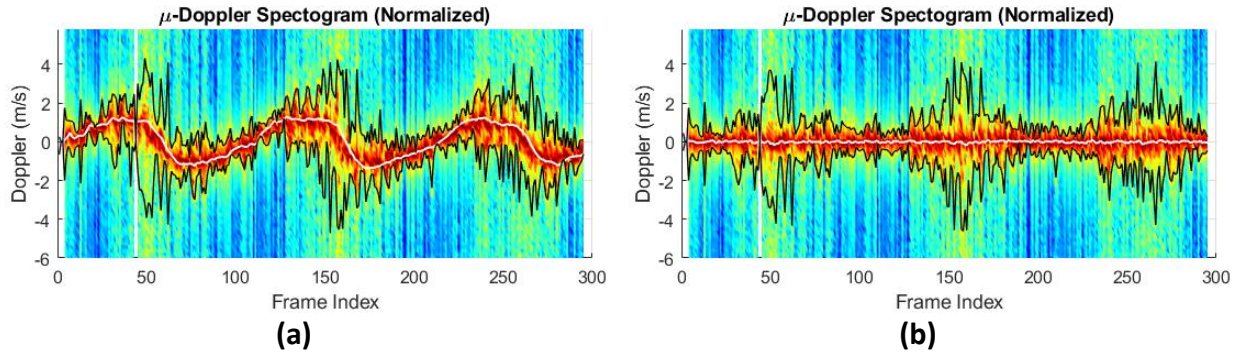 μ-Doppler Spectogram (Normalized)
Doppler (m/s)
4
2
0
-2
-4
-6
0 50 100 150 200 250 300
Frame Index
(a)
μ-Doppler Spectogram (Normalized)
Doppler (m/s)
4
2
0
-2
-4
-6
0 50 100 150 200 250 300
Frame Index
(b)